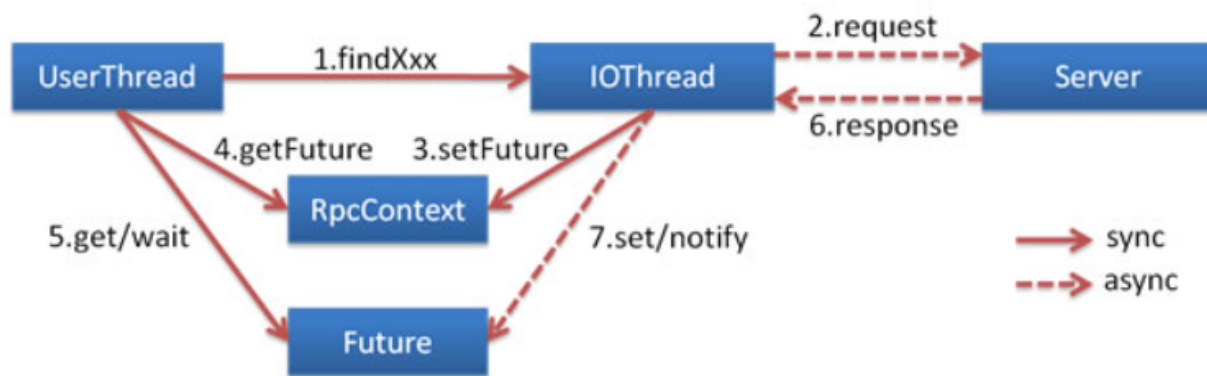 2.request
1.findXxx
UserThread
IOThread
Server
6.response
4.getFuture
3.setFuture
RpcContext
5.get/wait
7.set/notify
sync
async
Future